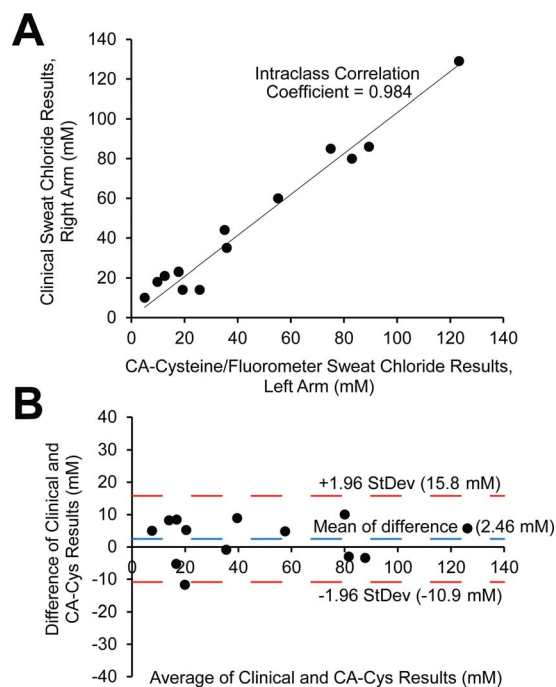 A
Clinical Sweat Chloride Results,
Right Arm (mM)
140
120
100
80
60
40
20
0
Intraclass Correlation
Coefficient = 0.984
0 20 40 60 80 100 120 140
CA-Cysteine/Fluorometer Sweat Chloride Results,
Left Arm (mM)
B
Difference of Clinical and
CA-Cys Results (mM)
40
30
20
10
0
-10
-20
-30
-40
+1.96 StDev (15.8 mM)
Mean of difference (2.46 mM)
0 20 40 60 80 100 120 140
-1.96 StDev (-10.9 mM)
Average of Clinical and CA-Cys Results (mM)